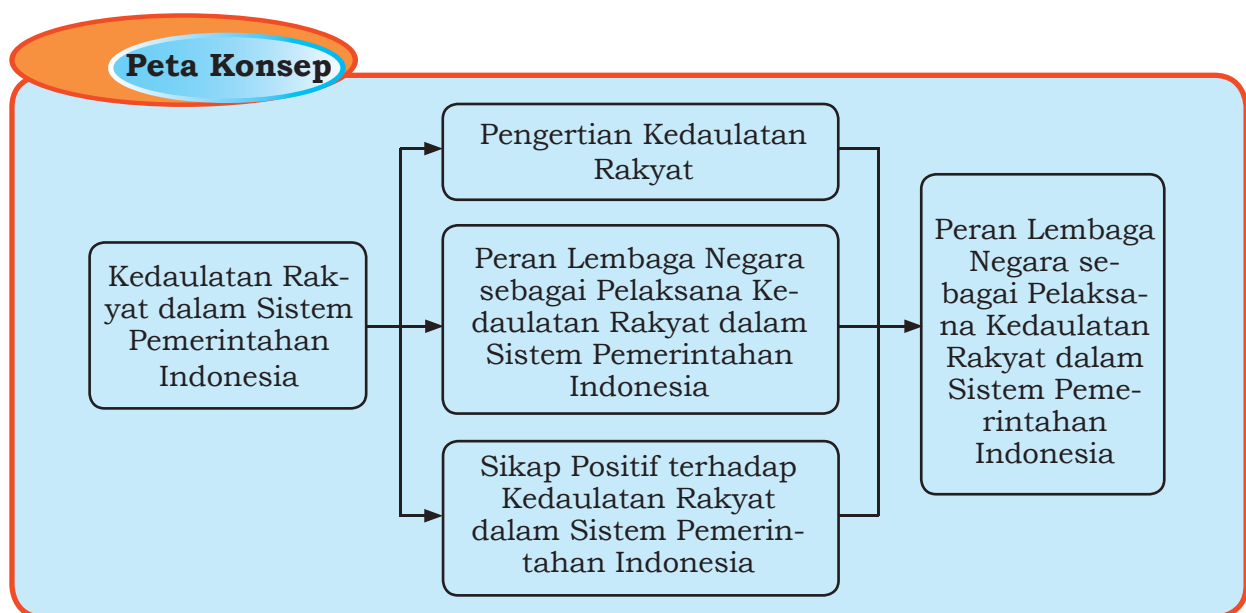 Peta Konsep
Kedaulatan Rak-
yat dalam Sistem
Pemerintahan
Indonesia
Pengertian Kedaulatan
Rakyat
Peran Lembaga Negara
sebagai Pelaksana Ke-
daulatan Rakyat dalam
Sistem Pemerintahan
Indonesia
Sikap Positif terhadap
Kedaulatan Rakyat
dalam Sistem Pemerin-
tahan Indonesia
Peran Lembaga
Negara se-
bagai Pelaksa-
na Kedaulatan
Rakyat dalam
Sistem Peme-
rintahan
Indonesia